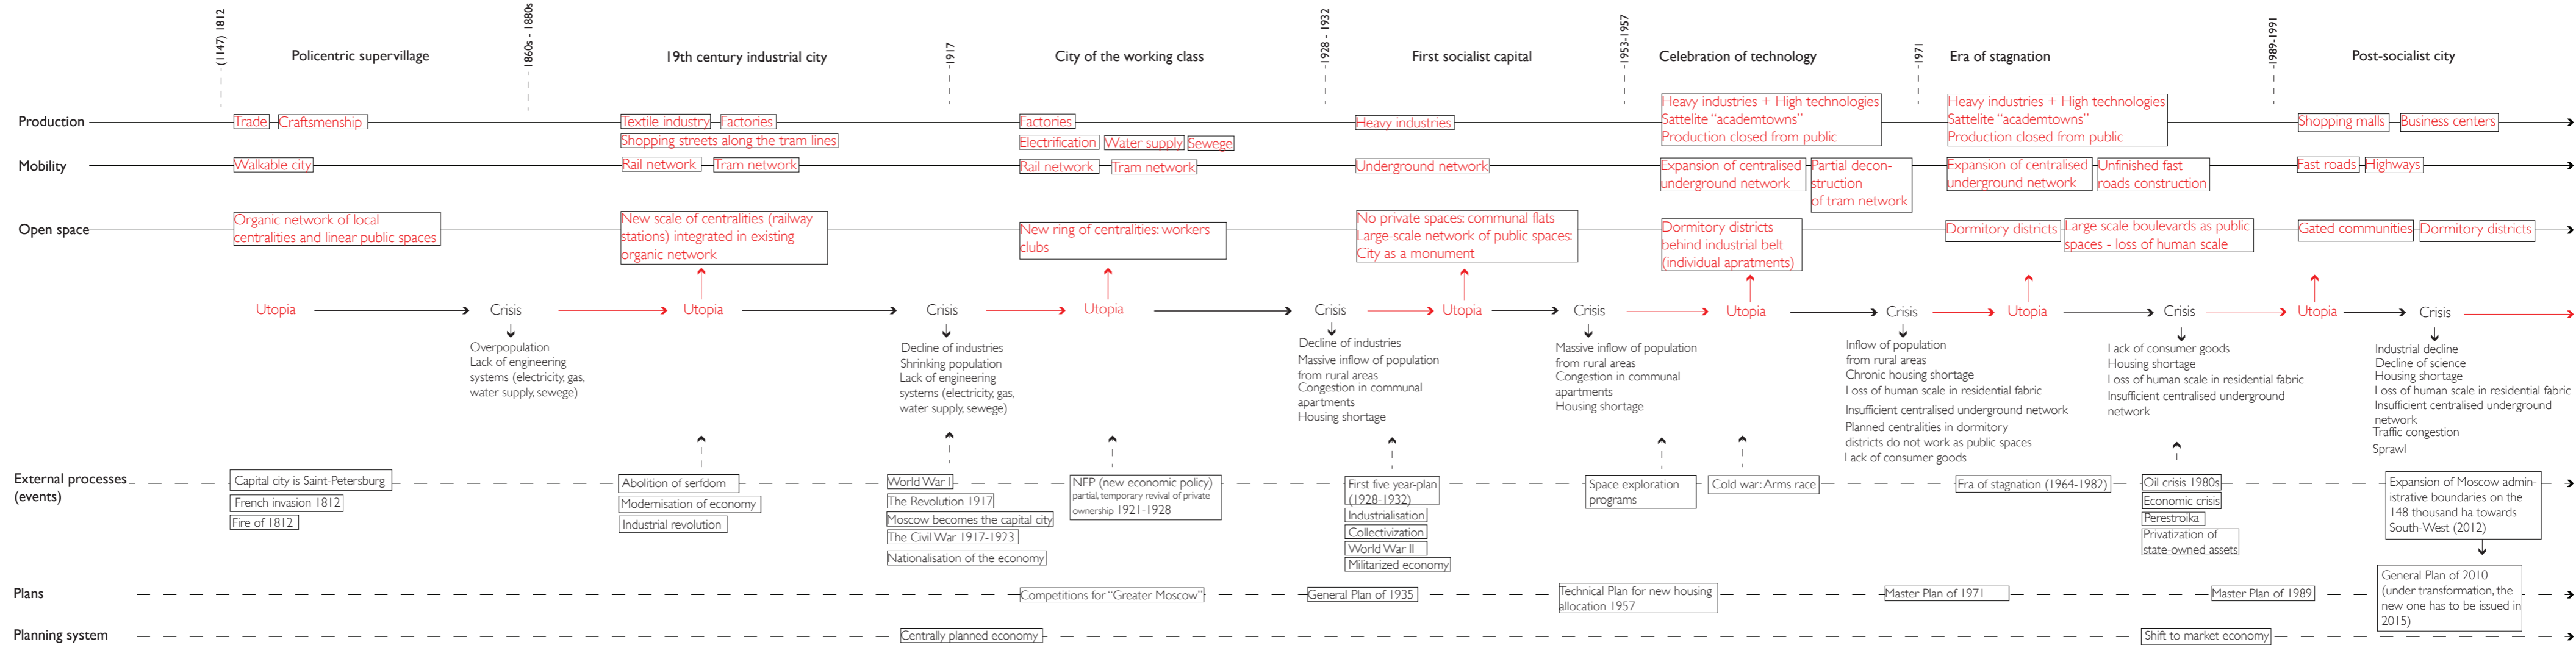 (1147) 1812
Policentric supervillage
1860s - 1880s
19th century industrial city
1917
City of the working class
1928 - 1932
First socialist capital
1953-1957
Celebration of technology
1971
Era of stagnation
1989-1991
Post-socialist city
Production
Trade
Craftsmenship
Textile industry
Factories
Shopping streets along the tram lines
Factories
Electrification
Water supply
Sewege
Heavy industries
Heavy industries + High technologies
Sattelite "academtowns"
Production closed from public
Heavy industries + High technologies
Sattelite "academtowns"
Production closed from public
Shopping malls
Business centers
Mobility
Walkable city
Rail network
Tram network
Rail network
Tram network
Underground network
Expansion of centralised
underground network
Partial decon-
struction
of tram network
Expansion of centralised
underground network
Unfinished fast
roads construction
Fast roads
Highways
Open space
Organic network of local
centralities and linear public spaces
New scale of centralities (railway
stations) integrated in existing
organic network
New ring of centralities: workers
clubs
No private spaces: communal flats
Large-scale network of public spaces:
City as a monument
Dormitory districts
behind industrial belt
(individual apratments)
Dormitory districts
Large scale boulevards as public
spaces - loss of human scale
Gated communities
Dormitory districts
Utopia
Crisis
Utopia
Crisis
Utopia
Crisis
Utopia
Crisis
Utopia
Crisis
Utopia
Crisis
Utopia
Crisis
Overpopulation
Lack of engineering
systems (electricity, gas,
water supply, sewege)
Decline of industries
Shrinking population
Lack of engineering
systems (electricity, gas,
water supply, sewege)
Decline of industries
Massive inflow of population
from rural areas
Congestion in communal
apartments
Housing shortage
Massive inflow of population
from rural areas
Congestion in communal
apartments
Housing shortage
Inflow of population
from rural areas
Chronic housing shortage
Loss of human scale in residential fabric
Insufficient centralised underground network
Planned centralities in dormitory
districts do not work as public spaces
Lack of consumer goods
Lack of consumer goods
Housing shortage
Loss of human scale in residential fabric
Insufficient centralised underground
network
Industrial decline
Decline of science
Housing shortage
Loss of human scale in residential fabric
Insufficient centralised underground
network
Traffic congestion
Sprawl
External processes
(events)
Capital city is Saint-Petersburg
French invasion 1812
Fire of 1812
Abolition of serfdom
Modernisation of economy
Industrial revolution
World War I
The Revolution 1917
Moscow becomes the capital city
The Civil War 1917-1923
Nationalisation of the economy
NEP (new economic policy)
partial, temporary revival of private
ownership 1921-1928
First five year-plan
(1928-1932)
Industrialisation
Collectivization
World War II
Militarized economy
Space exploration
programs
Cold war: Arms race
Era of stagnation (1964-1982)
Oil crisis 1980s
Economic crisis
Perestroika
Privatization of
state-owned assets
Expansion of Moscow admin-
istrative boundaries on the
148 thousand ha towards
South-West (2012)
Plans
Competitions for "Greater Moscow"
General Plan of 1935
Technical Plan for new housing
allocation 1957
Master Plan of 1971
Master Plan of 1989
General Plan of 2010
(under transformation, the
new one has to be issued in
2015)
Planning system
Centrally planned economy
Shift to market economy